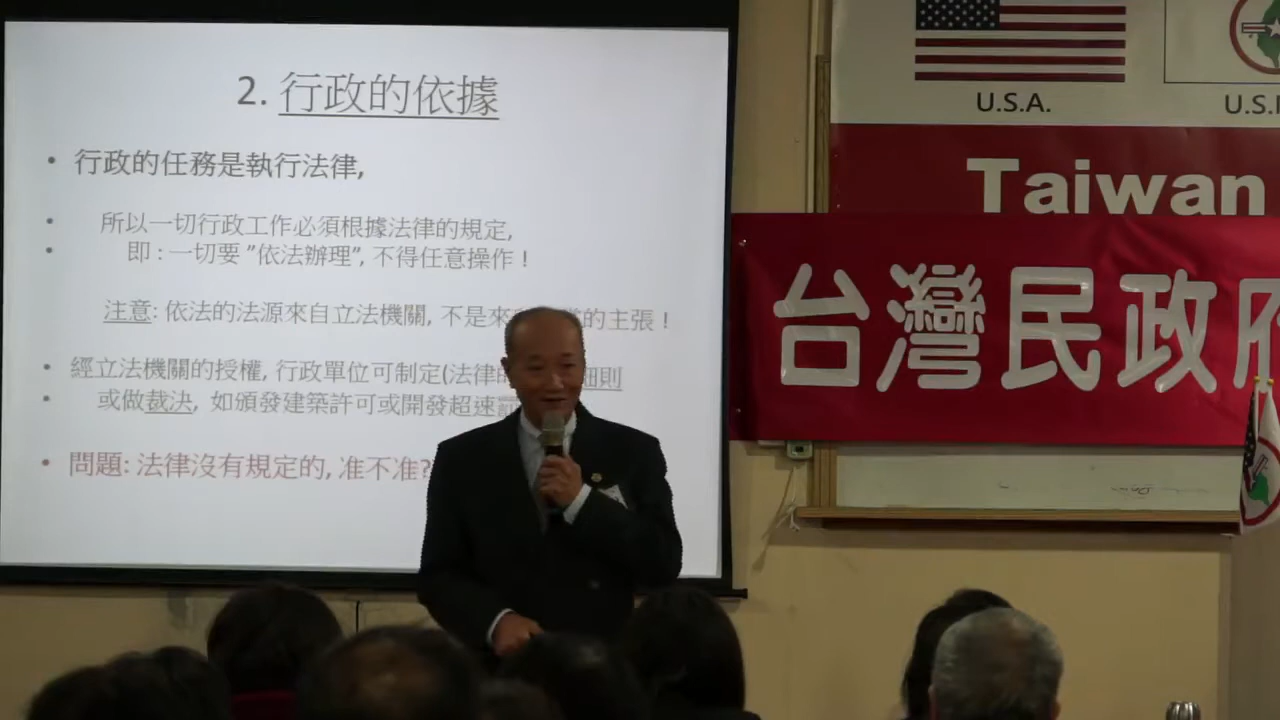 2. 行政的依據
• 行政的任務是執行法律,
• 所以一切行政工作必須根據法律的規定,
• 即 : 一切要 "依法辦理", 不得任意操作 !
注意: 依法的法源來自立法機關, 不是來 的主張 !
• 經立法機關的授權, 行政單位可制定(法律 細則
• 或做裁決, 如頒發建築許可或開發超速
• 問題: 法律沒有規定的, 准不准?
U.S.A.
U.S.
Taiwan
台灣民政府